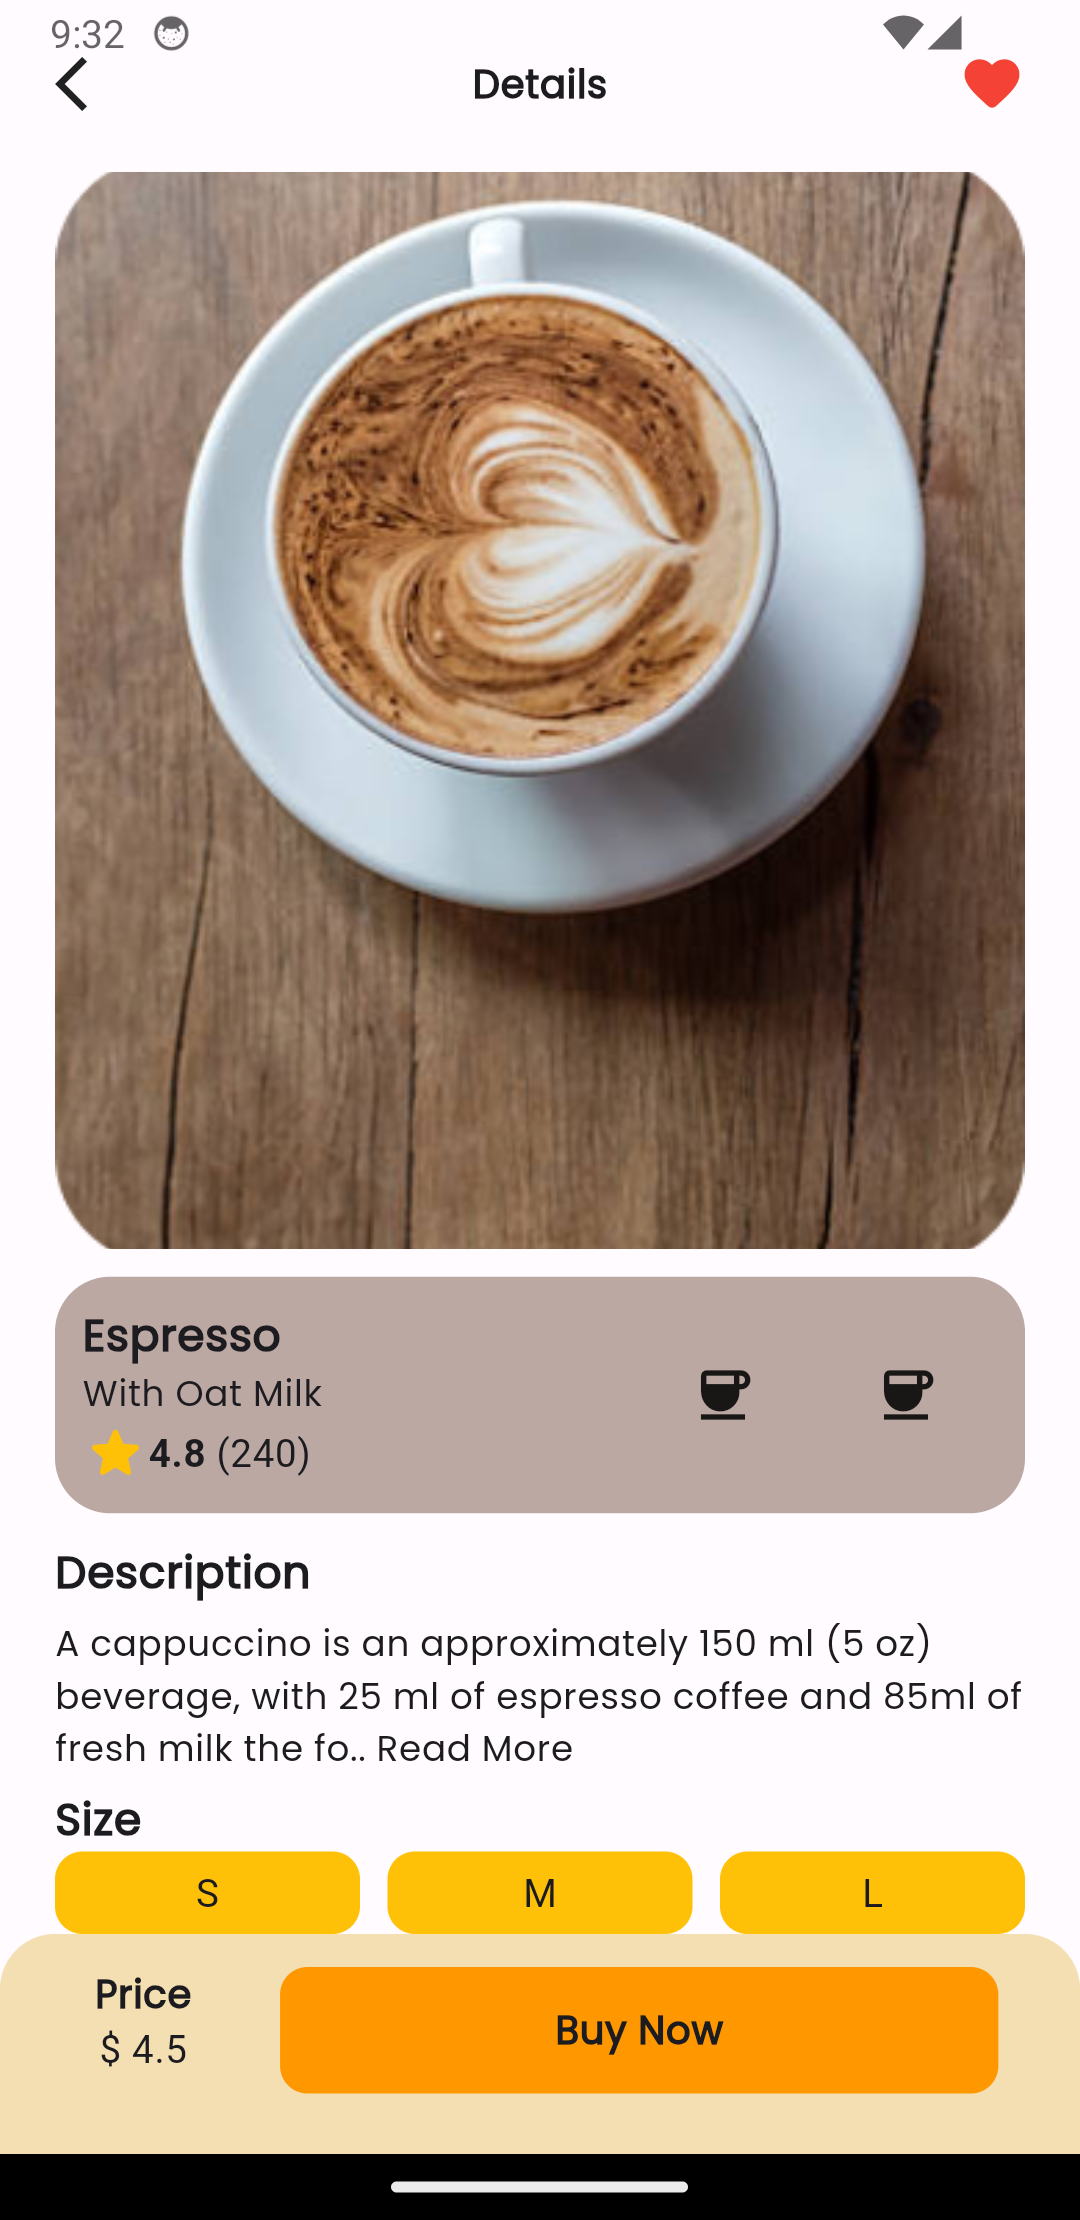 9:32
Details
Espresso
With Oat Milk
4.8 (240)
Description
A cappuccino is an approximately 150 ml (5 oz)
beverage, with 25 ml of espresso coffee and 85ml of
fresh milk the fo.. Read More
Size
S M L
Price
$ 4.5
Buy Now